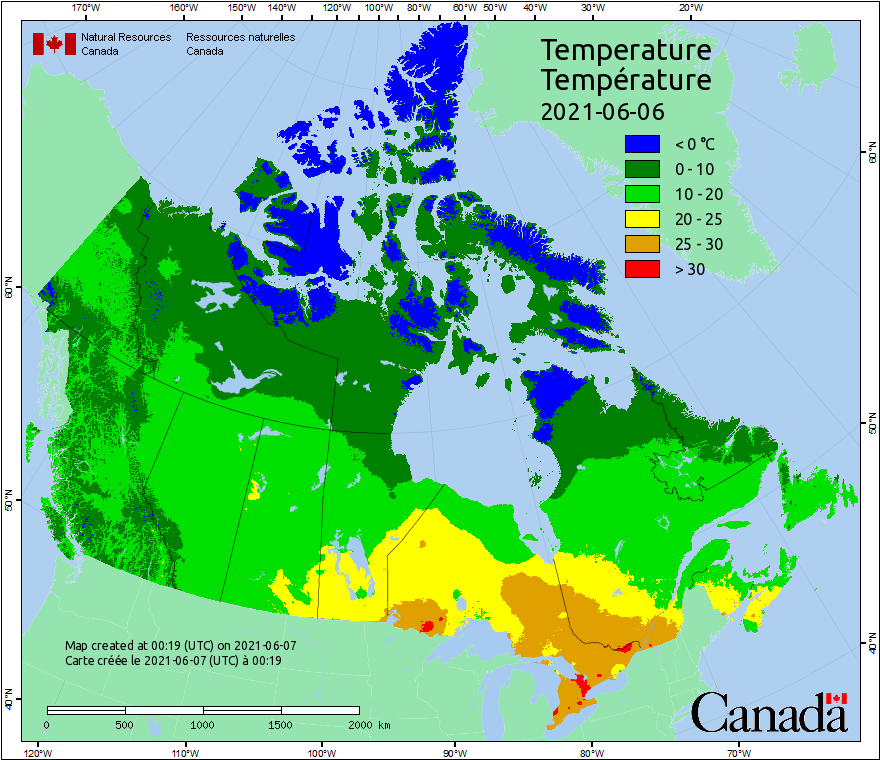 170°W 160°W 150°W 140°W 130°W 120°W 110°W 100°W 90°W 80°W 70°W 60°W 50°W 40°W 30°W 20°W
Natural Resources Ressources naturelles
Canada Canada
Temperature
Température
2021-06-06
< 0 °C
0 - 10
10 - 20
20 - 25
25 - 30
> 30
60°N
50°N
40°N
60°N
50°N
40°N
Map created at 00:19 (UTC) on 2021-06-07
Carte créée le 2021-06-07 (UTC) à 00:19
0 500 1000 1500 2000 km
Canada
120°W 110°W 100°W 90°W 80°W 70°W